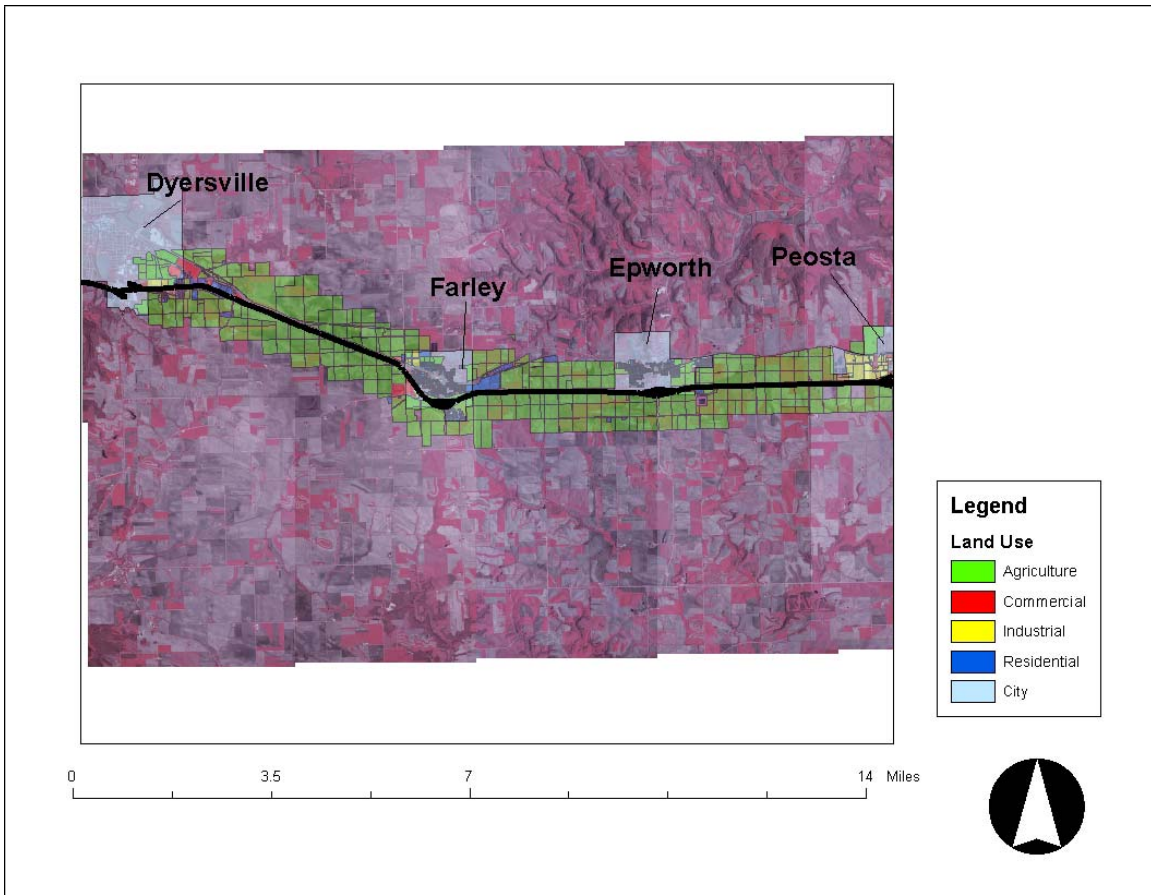 Dyersville
Epworth
Peosta
Farley
Legend
Land Use
Agriculture
Commercial
Industrial
Residential
City
0 3.5 7 14 Miles